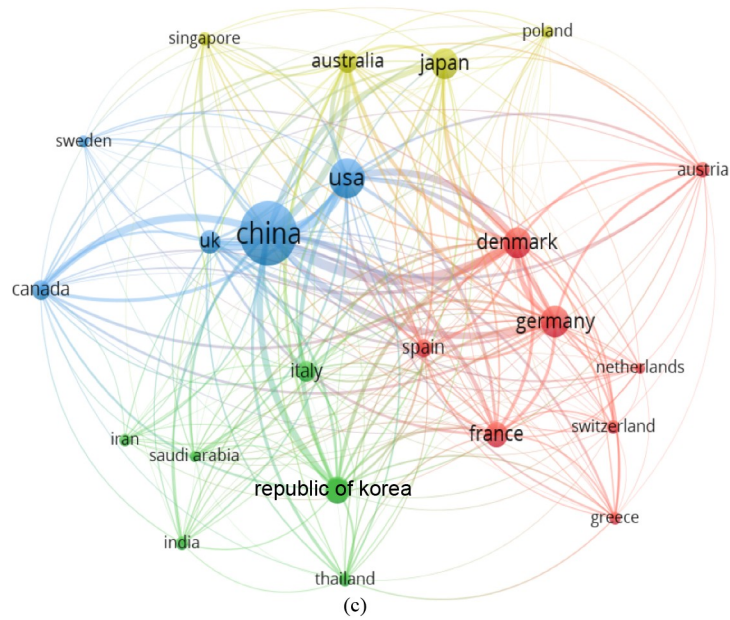 poland
singapore
australia
japan
sweden
austria
usa
china
uk
denmark
canada
germany
spain
italy
netherlands
switzerland
france
iran
saudi arabia
republic of korea
greece
india
thailand
(c)